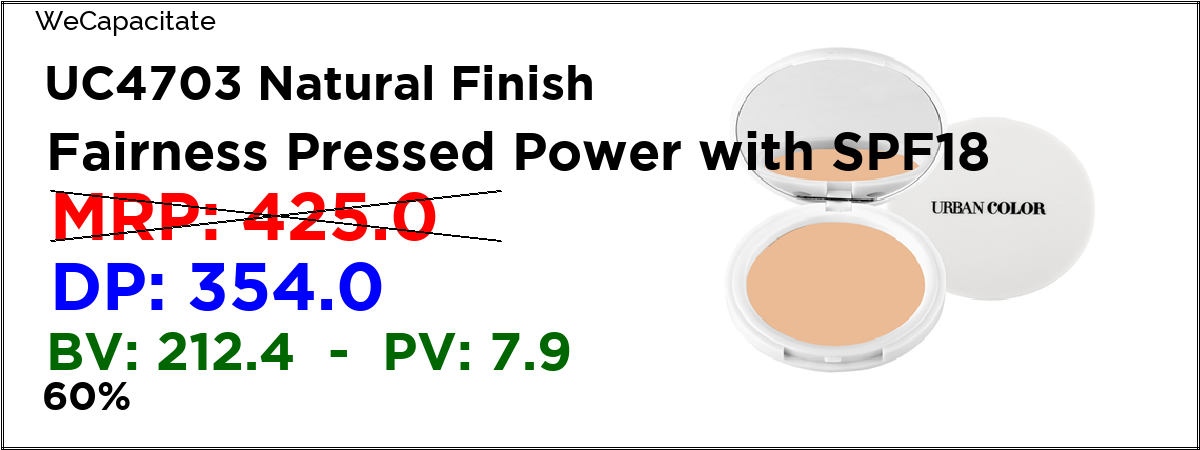 WeCapacitate
UC4703 Natural Finish
Fairness Pressed Power with SPF18
MRP: 425.0
URBAN COLOR
DP: 354.0
BV: 212.4 - PV: 7.9
60%